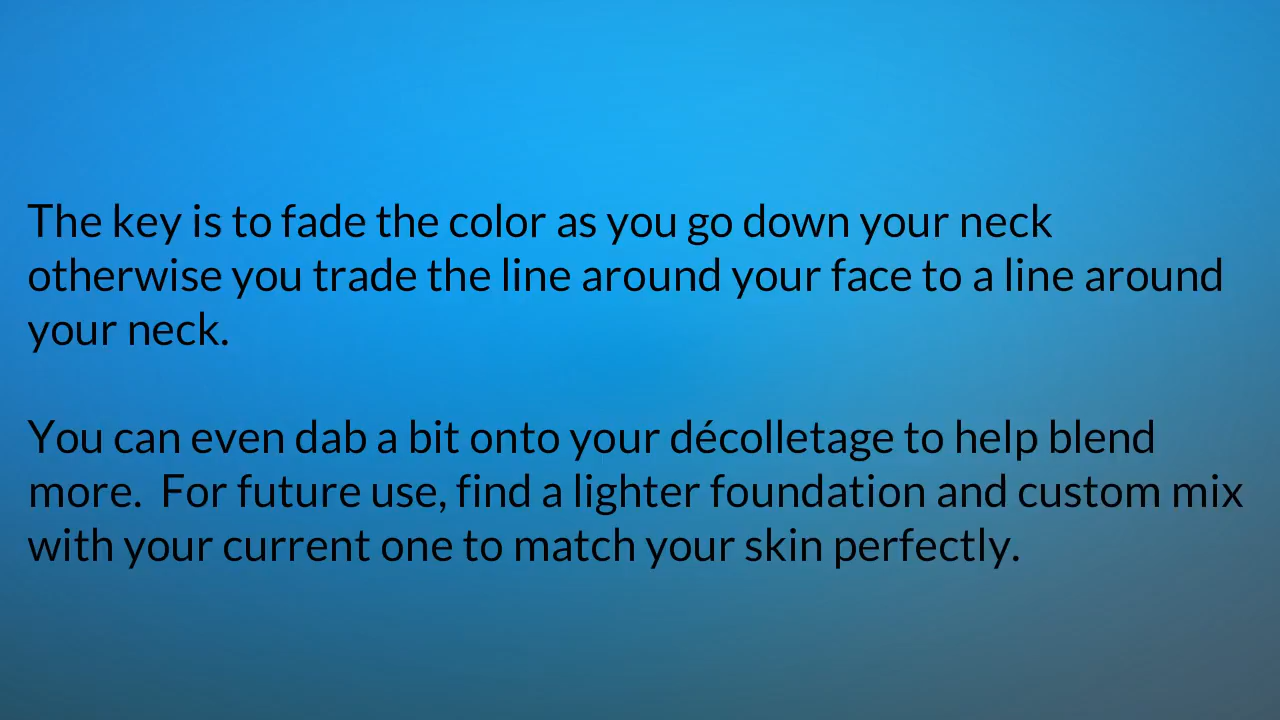 The key is to fade the color as you go down your neck
otherwise you trade the line around your face to a line around
your neck.
You can even dab a bit onto your décolletage to help blend
more.  For future use, find a lighter foundation and custom mix
with your current one to match your skin perfectly.